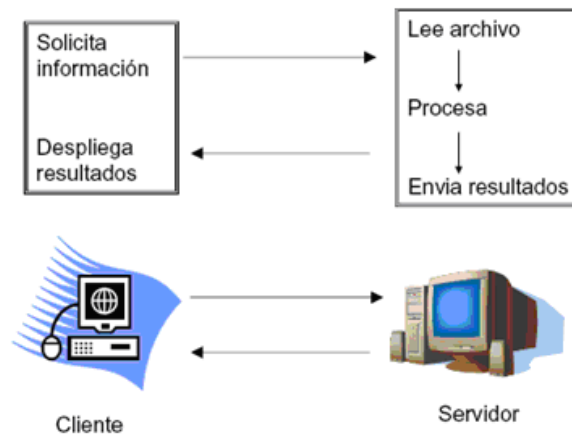 Solicita
información
Despliega
resultados
Lee archivo
Procesa
Envia resultados
Cliente
Servidor